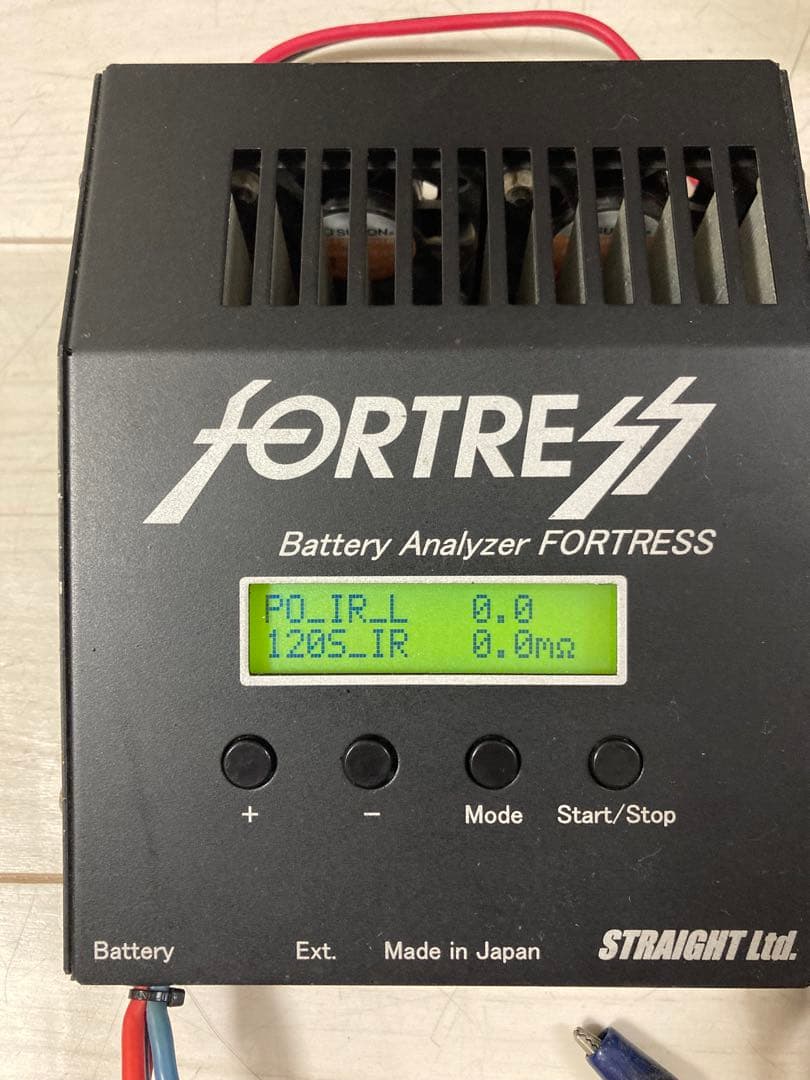 FORTRESS
Battery Analyzer FORTRESS
PO_IR_L 0.0
120S_IR 0.0mΩ
+ − Mode Start/Stop
Battery Ext. Made in Japan STRAIGHT Ltd.